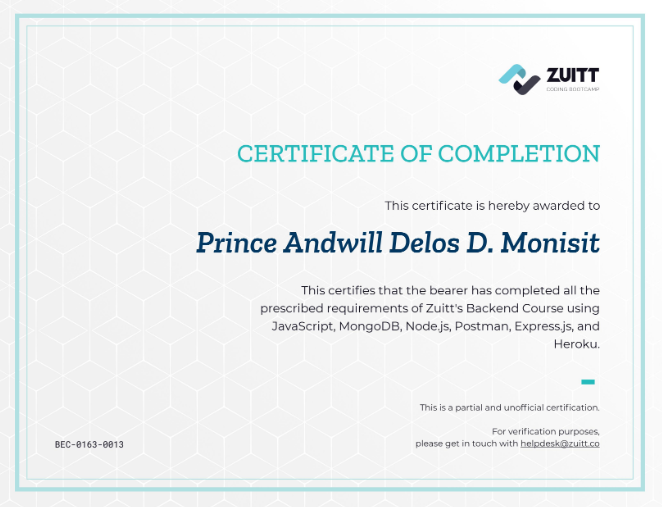 ZUITT
CODING BOOTCAMP
CERTIFICATE OF COMPLETION
This certificate is hereby awarded to
Prince Andwill Delos D. Monisit
This certifies that the bearer has completed all the
prescribed requirements of Zuitt's Backend Course using
JavaScript, MongoDB, Node.js, Postman, Express.js, and
Heroku.
This is a partial and unofficial certification.
For verification purposes,
please get in touch with helpdesk@zuitt.co
BEC-0163-0013